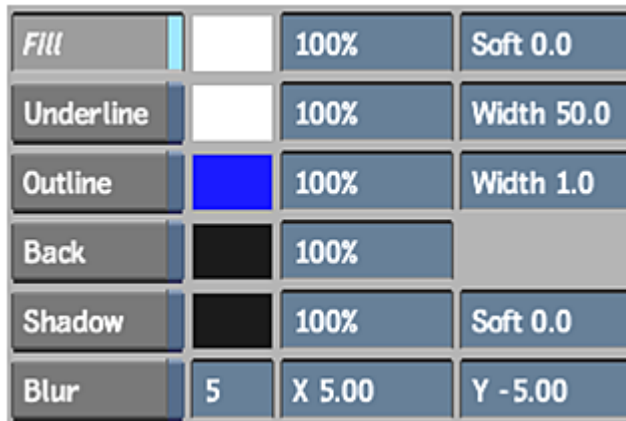 Fill 100% Soft 0.0
Underline 100% Width 50.0
Outline 100% Width 1.0
Back 100%
Shadow 100% Soft 0.0
Blur 5 X 5.00 Y -5.00